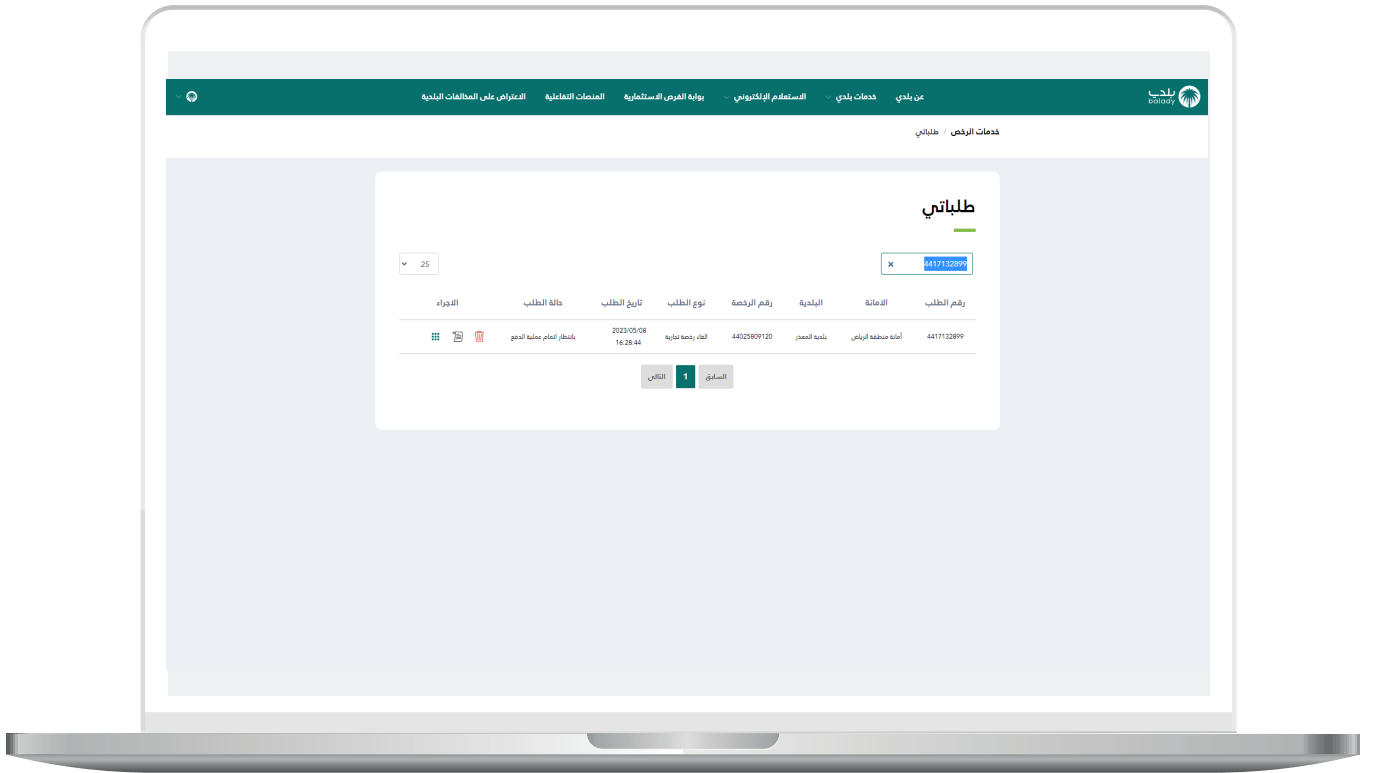 بلدي
balady
عن بلدي خدمات بلدي الاستعلام الإلكتروني بوابة الفرص الاستثمارية المنصات التفاعلية الاعتراض على المخالفات البلدية
خدمات الرخص / طلباتي
طلباتي
4417132899 × 25
رقم الطلب الامانة البلدية رقم الرخصة نوع الطلب تاريخ الطلب حالة الطلب الاجراء
4417132899 أمانة منطقة الرياض بلدية المعذر 44025809120 الغاء رخصة تجارية 2023/05/08 بانتظار اتمام عملية الدفع
16:28:44
السابق 1 التالي